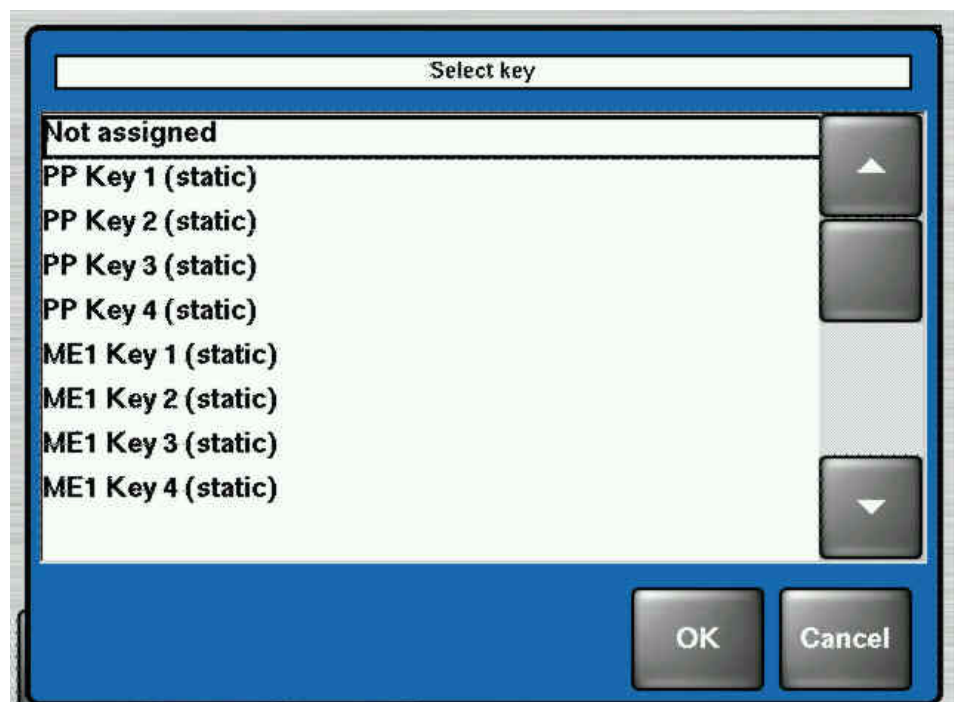 Select key
Not assigned
PP Key 1 (static)
PP Key 2 (static)
PP Key 3 (static)
PP Key 4 (static)
ME1 Key 1 (static)
ME1 Key 2 (static)
ME1 Key 3 (static)
ME1 Key 4 (static)
OK
Cancel